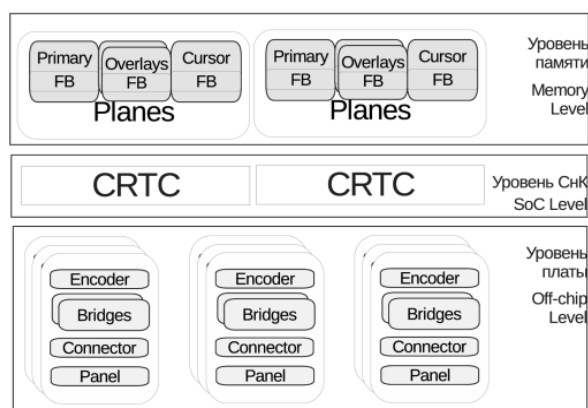 Primary
FB
Overlays
FB
Cursor
FB
Planes
Primary
FB
Overlays
FB
Cursor
FB
Planes
Уровень
памяти
Memory
Level
CRTC
CRTC
Уровень СнК
SoC Level
Encoder
Bridges
Connector
Panel
Encoder
Bridges
Connector
Panel
Encoder
Bridges
Connector
Panel
Уровень
платы
Off-chip
Level